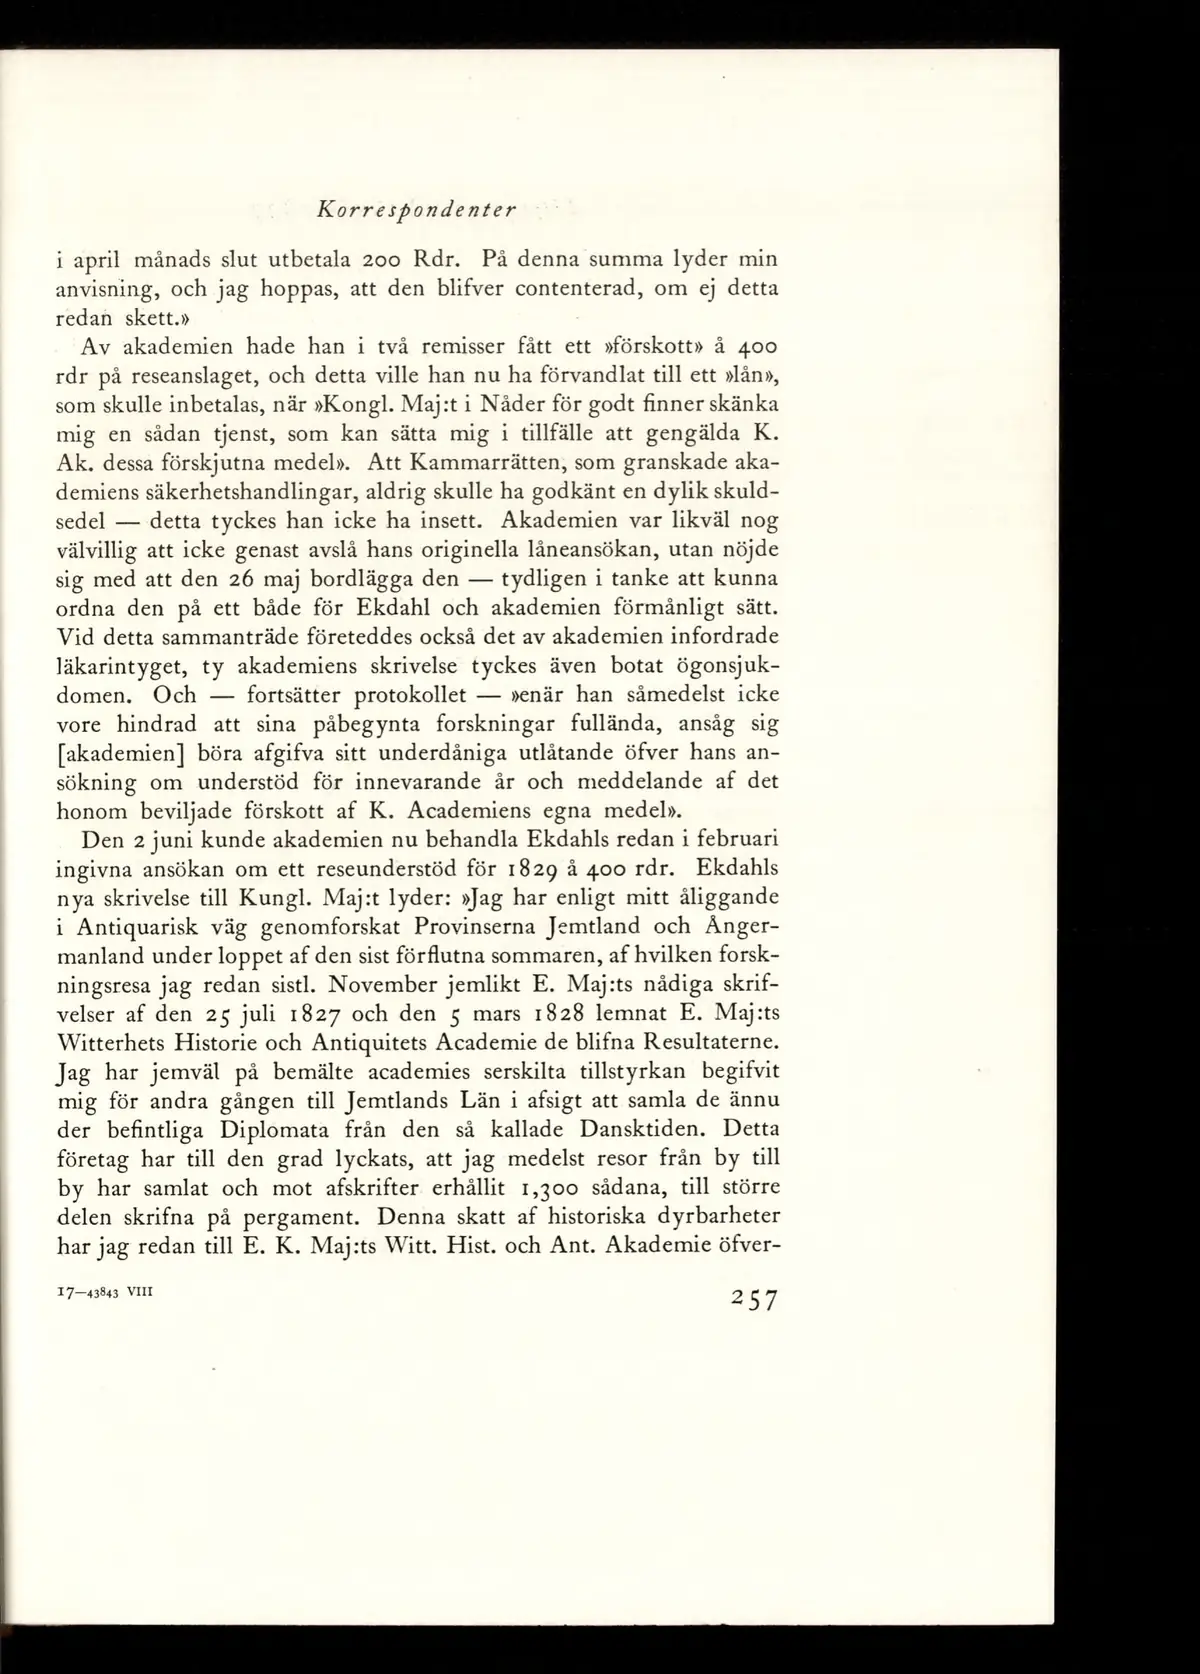 Korrespondenter
i april månads slut utbetala 200 Rdr. På denna summa lyder min
anvisning, och jag hoppas, att den blifver contenterad, om ej detta
redan skett.»
Av akademien hade han i två remisser fått ett »förskott» å 400
rdr på reseanslaget, och detta ville han nu ha förvandlat till ett »lån»,
som skulle inbetalas, när »Kongl. Maj:t i Nåder för godt finner skänka
mig en sådan tjenst, som kan sätta mig i tillfälle att gengälda K.
Ak. dessa förskjutna medel». Att Kammarrätten, som granskade aka-
demiens säkerhetshandlingar, aldrig skulle ha godkänt en dylik skuld-
sedel — detta tyckes han icke ha insett. Akademien var likväl nog
välvillig att icke genast avslå hans originella låneansökan, utan nöjde
sig med att den 26 maj bordlägga den — tydligen i tanke att kunna
ordna den på ett både för Ekdahl och akademien förmånligt sätt.
Vid detta sammanträde företeddes också det av akademien infordrade
läkarintyget, ty akademiens skrivelse tyckes även botat ögonsjuk-
domen. Och — fortsätter protokollet — »enär han såmedelst icke
vore hindrad att sina påbegynta forskningar fullända, ansåg sig
[akademien] böra afgifva sitt underdåniga utlåtande öfver hans an-
sökning om understöd för innevarande år och meddelande af det
honom beviljade förskott af K. Academiens egna medel».
Den 2 juni kunde akademien nu behandla Ekdahls redan i februari
ingivna ansökan om ett reseunderstöd för 1829 å 400 rdr. Ekdahls
nya skrivelse till Kungl. Maj:t lyder: »Jag har enligt mitt åliggande
i Antiquarisk väg genomforskat Provinserna Jemtland och Ånger-
manland under loppet af den sist förflutna sommaren, af hvilken forsk-
ningsresa jag redan sistl. November jemlikt E. Maj:ts nådiga skrif-
velser af den 25 juli 1827 och den 5 mars 1828 lemnat E. Maj:ts
Witterhets Historie och Antiquitets Academie de blifna Resultaterne.
Jag har jemväl på bemälte academies serskilta tillstyrkan begifvit
mig för andra gången till Jemtlands Län i afsigt att samla de ännu
der befintliga Diplomata från den så kallade Dansktiden. Detta
företag har till den grad lyckats, att jag medelst resor från by till
by har samlat och mot afskrifter erhållit 1,300 sådana, till större
delen skrifna på pergament. Denna skatt af historiska dyrbarheter
har jag redan till E. K. Maj:ts Witt. Hist. och Ant. Akademie öfver-
17—43843 VIII
257